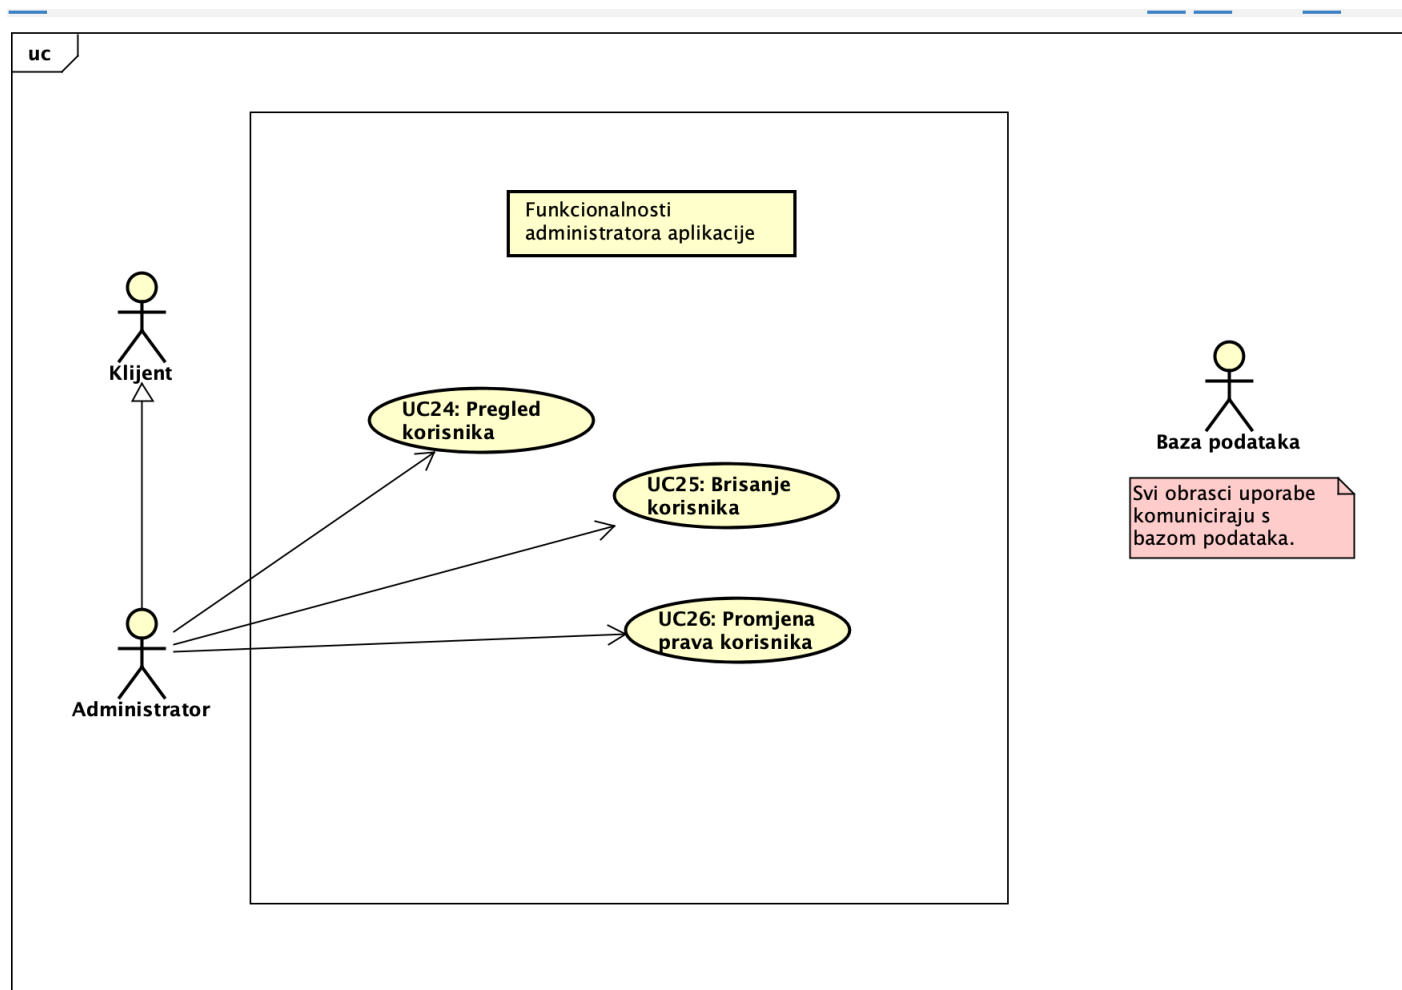 uc
Funkcionalnosti
administratora aplikacije
Klijent
UC24: Pregled
korisnika
Baza podataka
UC25: Brisanje
korisnika
Svi obrasci uporabe
komuniciraju s
bazom podataka.
UC26: Promjena
prava korisnika
Administrator